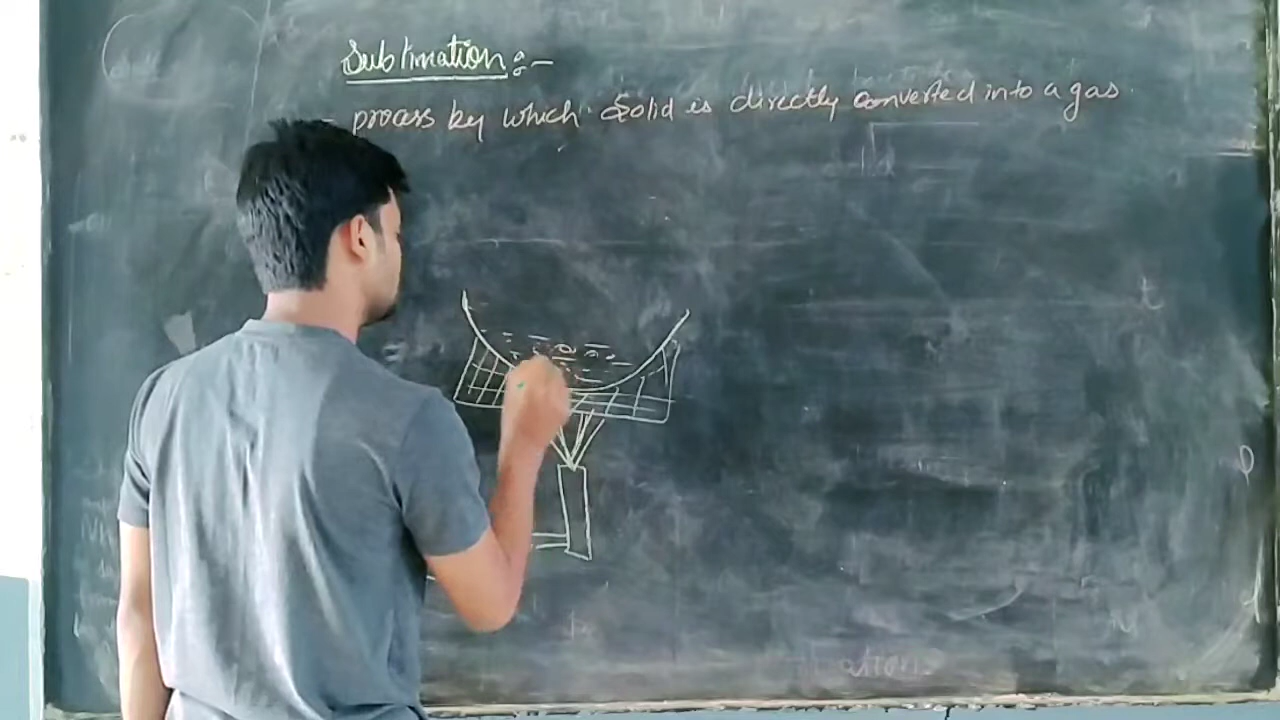 Sublimation:-
- process by which solid is directly converted into a gas.